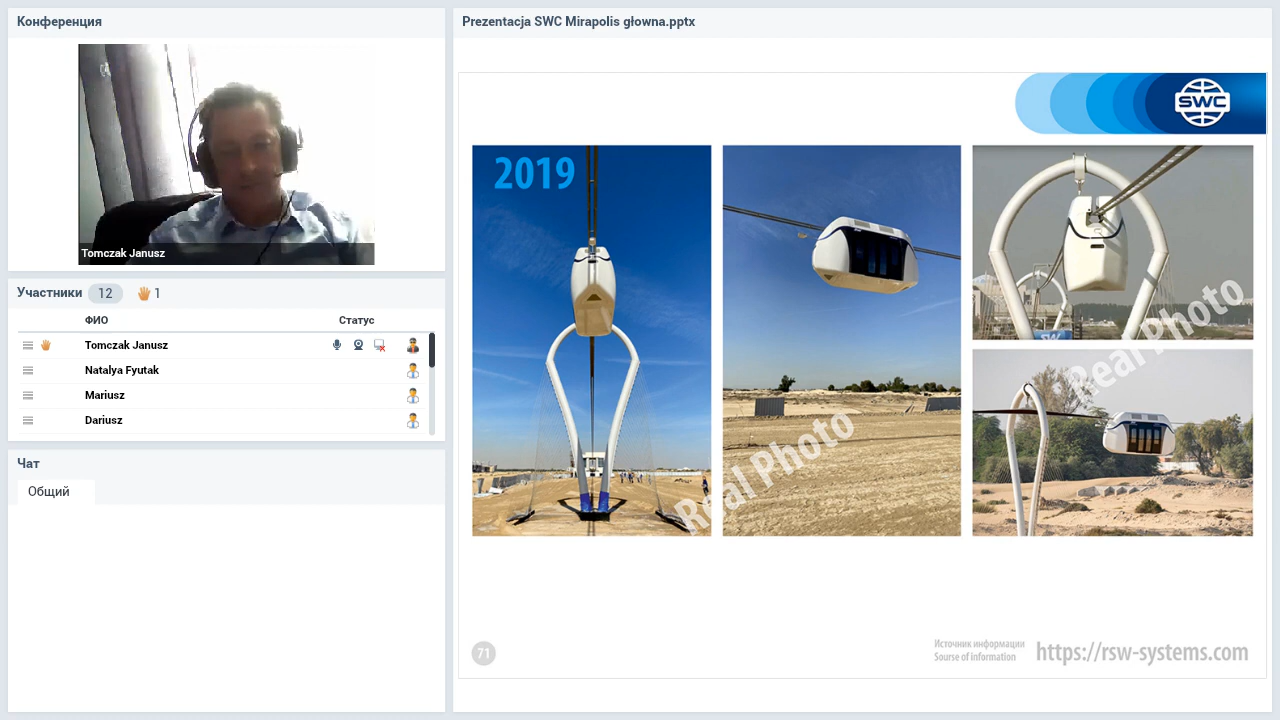 Конференция
Tomczak Janusz
Участники 12 1
ФИО Статус
Tomczak Janusz
Natalya Fyutak
Mariusz
Dariusz
Чат
Общий
Prezentacja SWC Mirapolis głowna.pptx
SWC
2019
SW
Real Photo
Real Photo
71
Источник информации
Sourse of information
https://rsw-systems.com